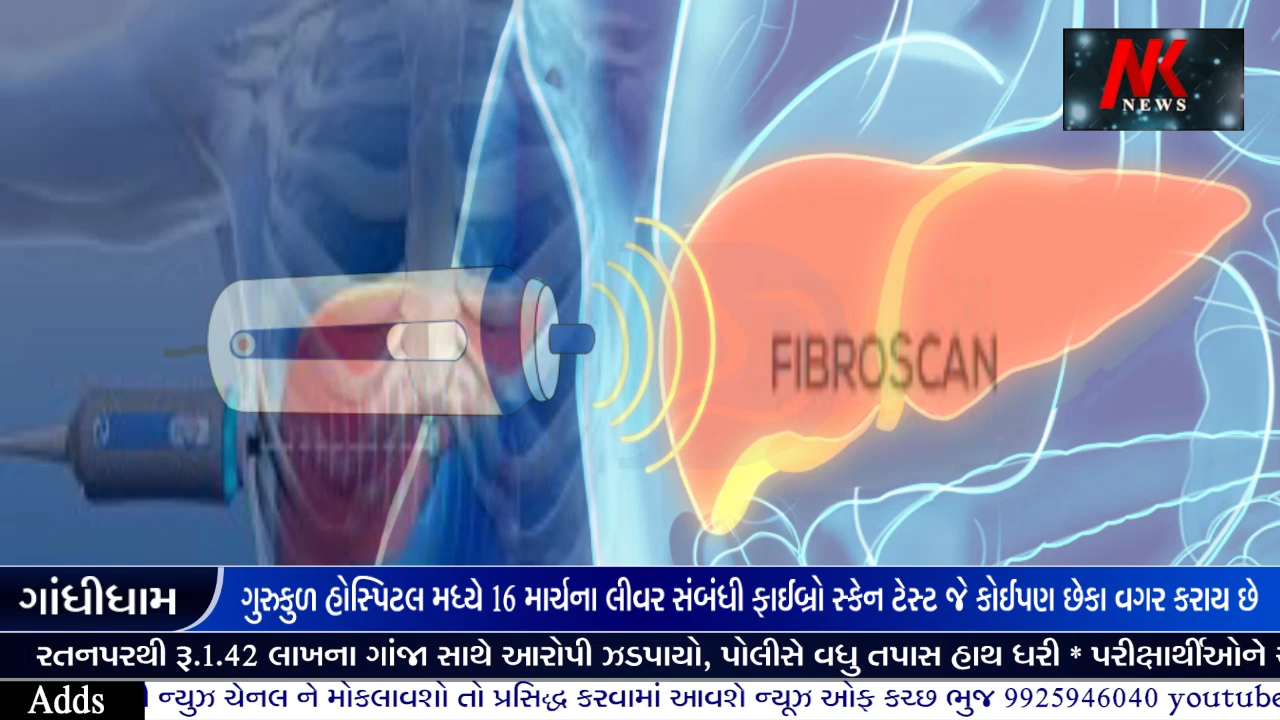 NK
NEWS
FIBROSCAN
ગાંધીધામ
ગુરુકુળ હોસ્પિટલ મધ્યે 16 માર્ચના લીવર સંબંધી ફાઈબ્રો સ્કેન ટેસ્ટ જે કોઈપણ છેકા વગર કરાય છે
રતનપરથી રૂ.1.42 લાખના ગાંજા સાથે આરોપી ઝડપાયો, પોલીસે વધુ તપાસ હાથ ધરી * પરીક્ષાર્થીઓને
Adds
ન્યુઝ ચેનલ ને મોકલાવશો તો પ્રસિદ્ધ કરવામાં આવશે ન્યૂઝ ઓફ કચ્છ ભુજ 9925946040 youtube